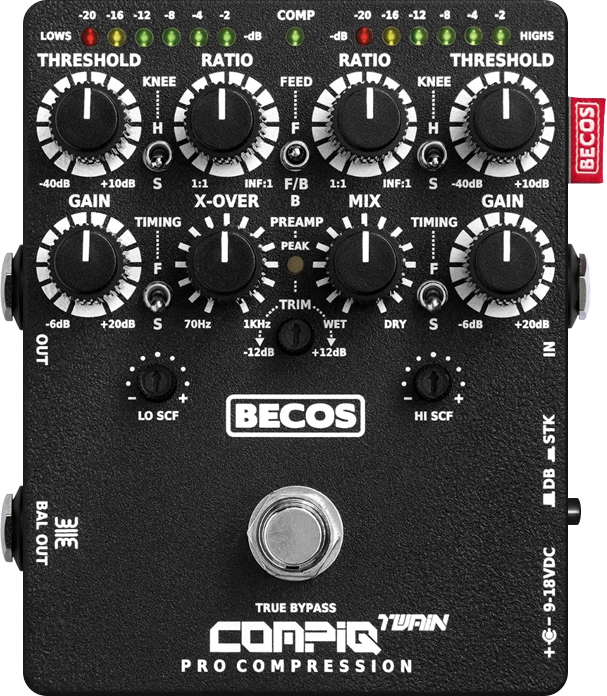 -20 -16 -12 -8 -4 -2 COMP -20 -16 -12 -8 -4 -2
LOWS -dB -dB HIGHS
THRESHOLD RATIO RATIO THRESHOLD
KNEE FEED KNEE
H F H
BECOS
S F/B S
-40dB +10dB 1:1 INF:1 1:1 INF:1 -40dB +10dB
B
GAIN X-OVER MIX GAIN
TIMING PREAMP TIMING
PEAK
F F
S S
TRIM
-6dB +20dB 70Hz 1KHz WET DRY -6dB +20dB
-12dB +12dB
OUT
IN
- + - +
LO SCF HI SCF
BECOS
DB STK
BAL OUT
+ - 9-18VDC
TRUE BYPASS
COMPIQ TWAIN
PRO COMPRESSION